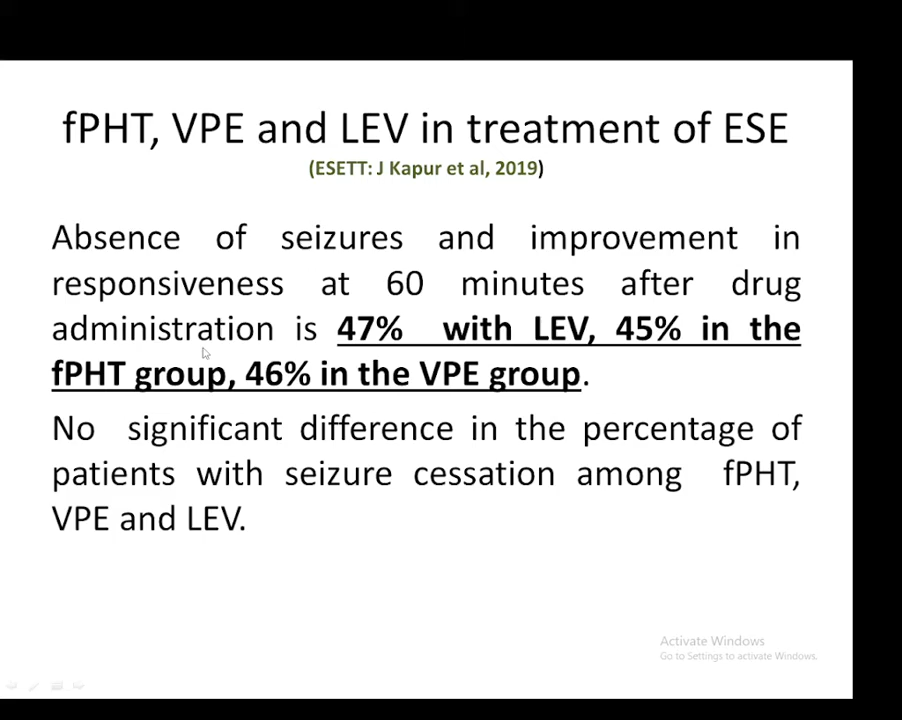 fPHT, VPE and LEV in treatment of ESE
(ESETT: J Kapur et al, 2019)
Absence of seizures and improvement in
responsiveness at 60 minutes after drug
administration is 47% with LEV, 45% in the
fPHT group, 46% in the VPE group.
No significant difference in the percentage of
patients with seizure cessation among fPHT,
VPE and LEV.
Activate Windows
Go to Settings to activate Windows.